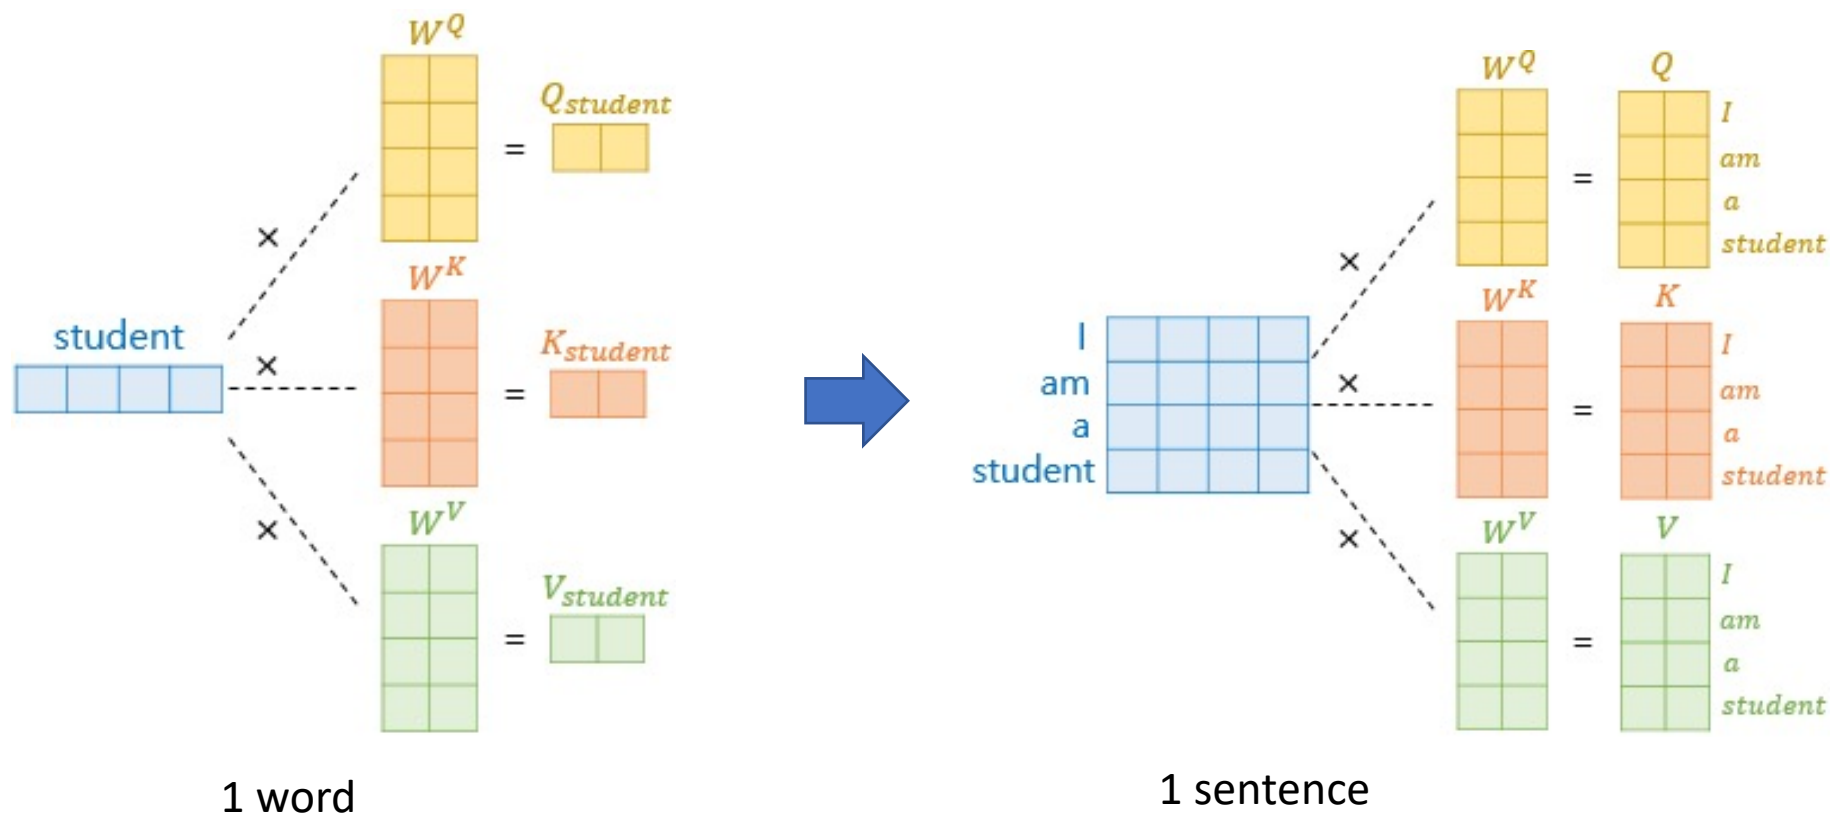 W^Q
Q_student
=
×
W^K
student
K_student
×
=
W^V
×
V_student
=
1 word
W^Q Q
I
am
a
student
=
×
W^K K
I
am
a
student
I
am
a
student
×
=
W^V V
×
I
am
a
student
=
1 sentence